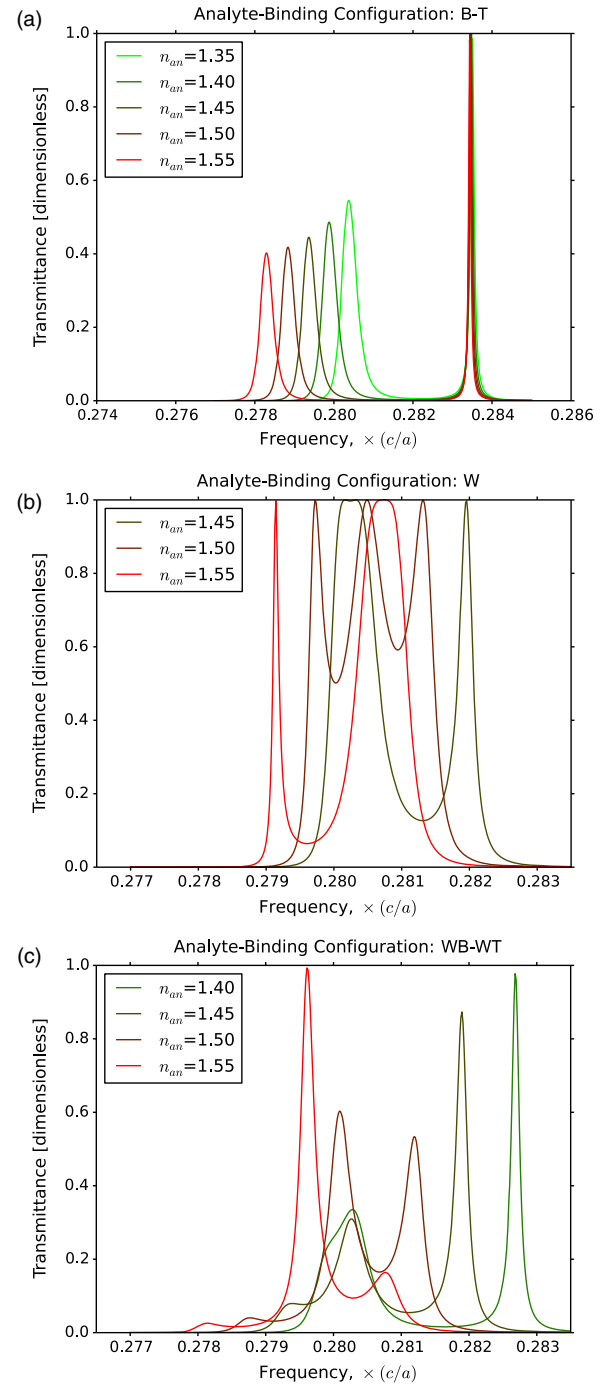 (a)
Analyte-Binding Configuration: B-T
Transmittance [dimensionless]
1.0
0.8
0.6
0.4
0.2
0.0
n_an=1.35
n_an=1.40
n_an=1.45
n_an=1.50
n_an=1.55
0.274 0.276 0.278 0.280 0.282 0.284 0.286
Frequency, × (c/a)
(b)
Analyte-Binding Configuration: W
Transmittance [dimensionless]
1.0
0.8
0.6
0.4
0.2
0.0
n_an=1.45
n_an=1.50
n_an=1.55
0.277 0.278 0.279 0.280 0.281 0.282 0.283
Frequency, × (c/a)
(c)
Analyte-Binding Configuration: WB-WT
Transmittance [dimensionless]
1.0
0.8
0.6
0.4
0.2
0.0
n_an=1.40
n_an=1.45
n_an=1.50
n_an=1.55
0.277 0.278 0.279 0.280 0.281 0.282 0.283
Frequency, × (c/a)